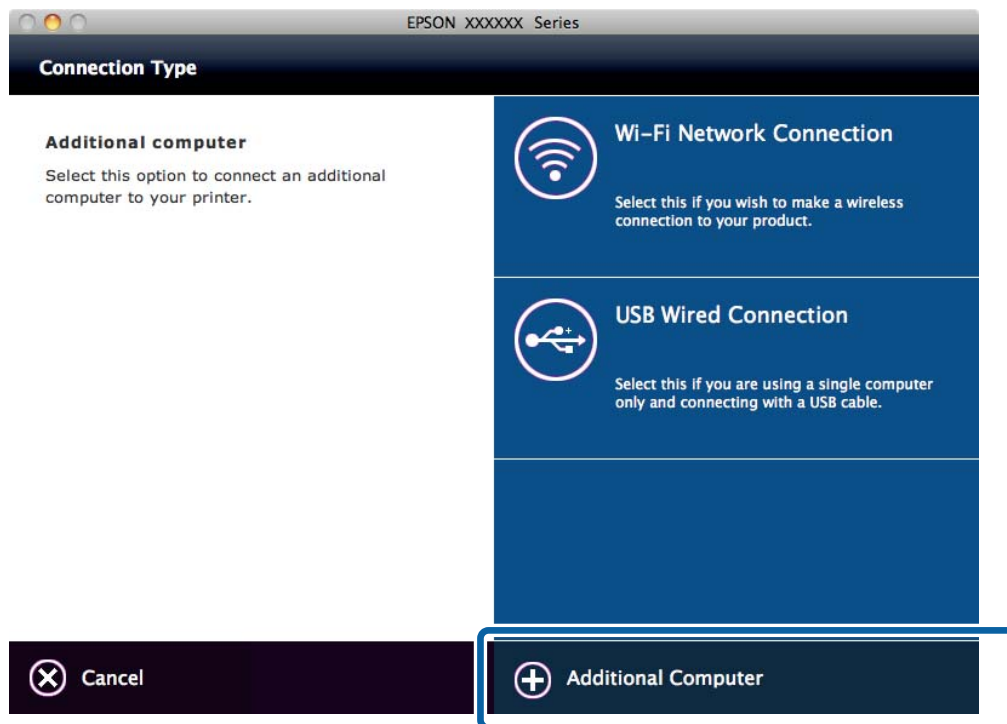 EPSON XXXXXX Series
Connection Type
Additional computer
Select this option to connect an additional
computer to your printer.
Wi-Fi Network Connection
Select this if you wish to make a wireless
connection to your product.
USB Wired Connection
Select this if you are using a single computer
only and connecting with a USB cable.
Cancel
Additional Computer